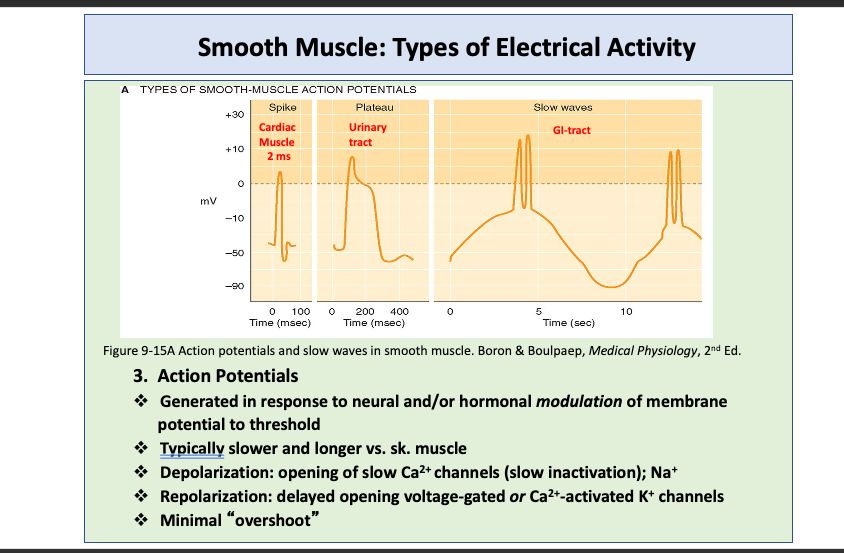 Smooth Muscle: Types of Electrical Activity
A TYPES OF SMOOTH-MUSCLE ACTION POTENTIALS
Spike
Plateau
Slow waves
Cardiac
Muscle
2 ms
Urinary
tract
GI-tract
+30
+10
0
mV
−10
−50
−90
0 100
Time (msec)
0 200 400
Time (msec)
0 5 10
Time (sec)
Figure 9-15A Action potentials and slow waves in smooth muscle. Boron & Boulpaep, Medical Physiology, 2nd Ed.
3. Action Potentials
❖ Generated in response to neural and/or hormonal modulation of membrane
potential to threshold
❖ Typically slower and longer vs. sk. muscle
❖ Depolarization: opening of slow Ca2+ channels (slow inactivation); Na+
❖ Repolarization: delayed opening voltage-gated or Ca2+-activated K+ channels
❖ Minimal “overshoot”